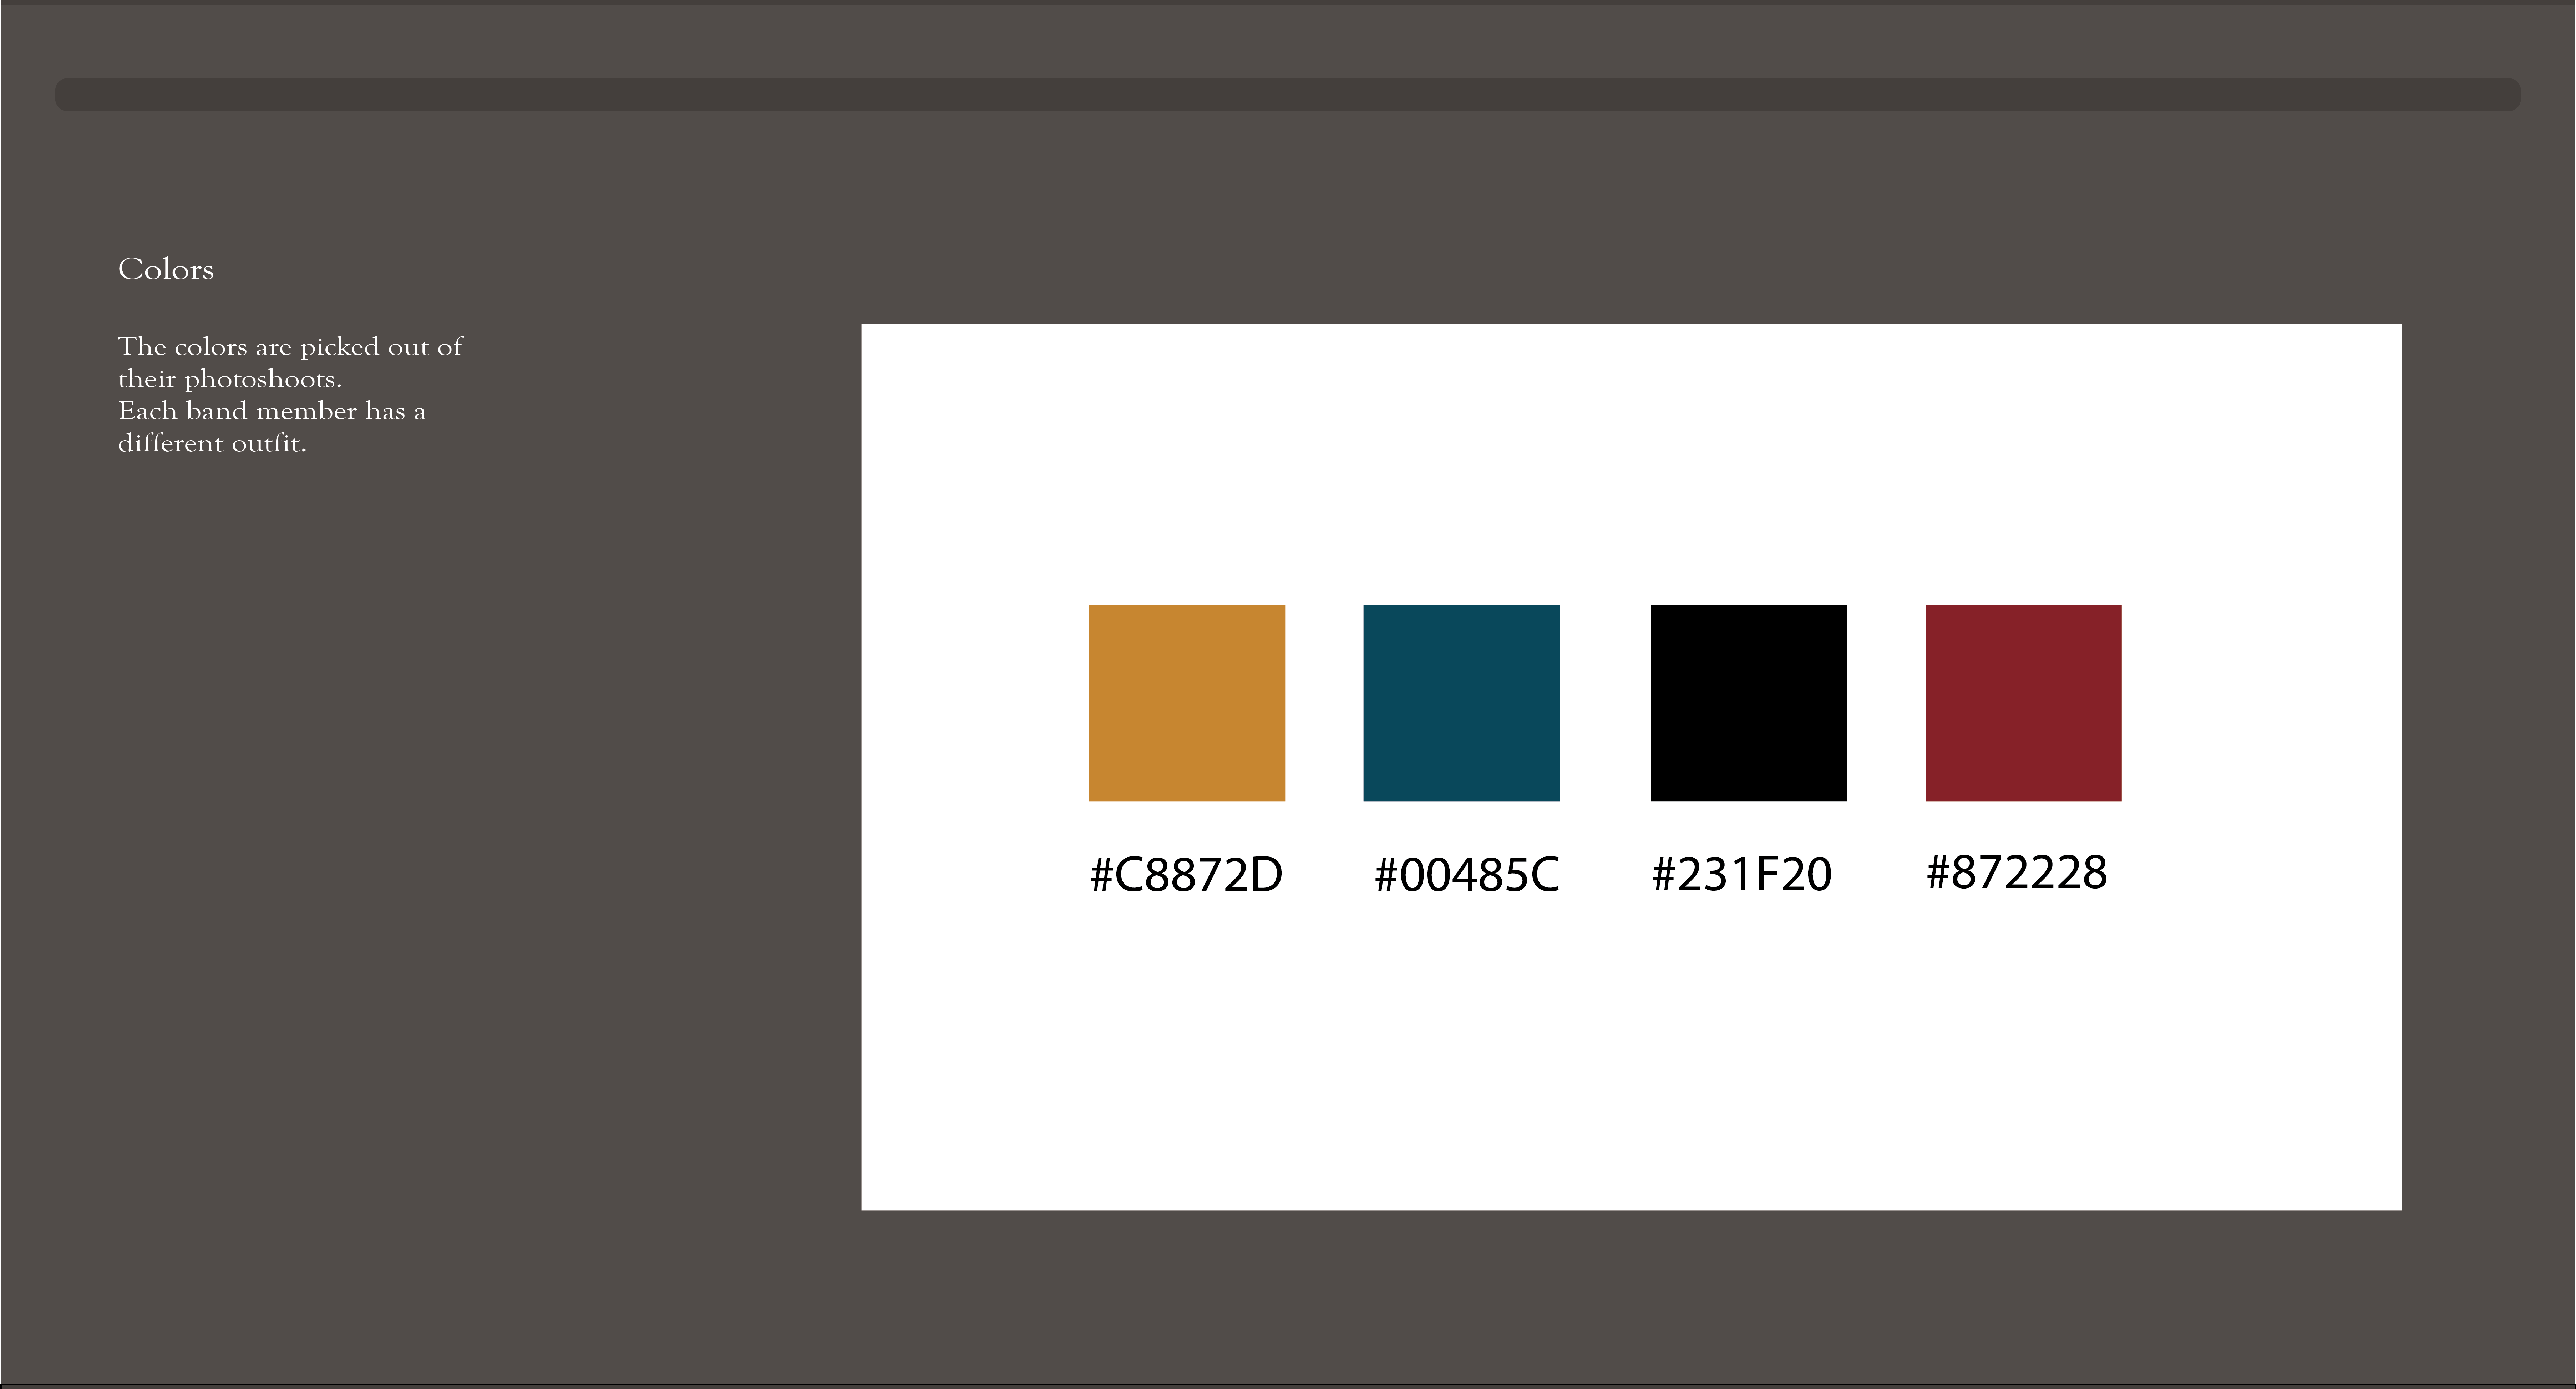 Colors
The colors are picked out of
their photoshoots.
Each band member has a
different outfit.
#C8872D
#00485C
#231F20
#872228